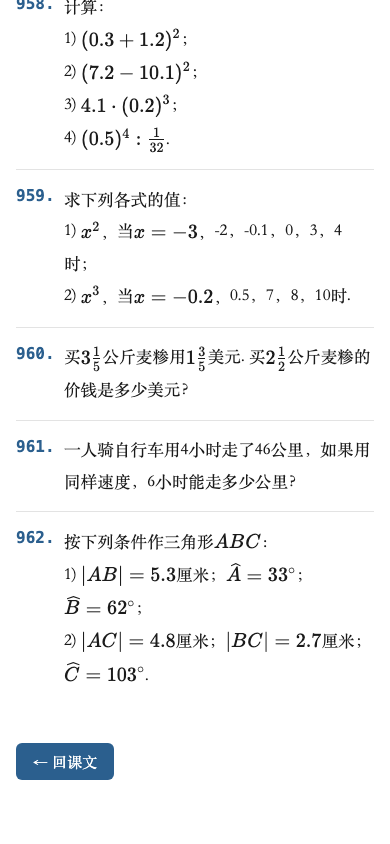 958. 计算:
1) (0.3 + 1.2)²;
2) (7.2 − 10.1)²;
3) 4.1 · (0.2)³;
4) (0.5)⁴ : 1/32.
959. 求下列各式的值:
1) x², 当x = −3, -2, -0.1, 0, 3, 4
时;
2) x³, 当x = −0.2, 0.5, 7, 8, 10时.
960. 买3 1/5公斤麦糁用1 3/5美元. 买2 1/2公斤麦糁的
价钱是多少美元?
961. 一人骑自行车用4小时走了46公里, 如果用
同样速度, 6小时能走多少公里?
962. 按下列条件作三角形ABC:
1) |AB| = 5.3厘米; Â = 33°;
B̂ = 62°;
2) |AC| = 4.8厘米; |BC| = 2.7厘米;
Ĉ = 103°.
← 回课文